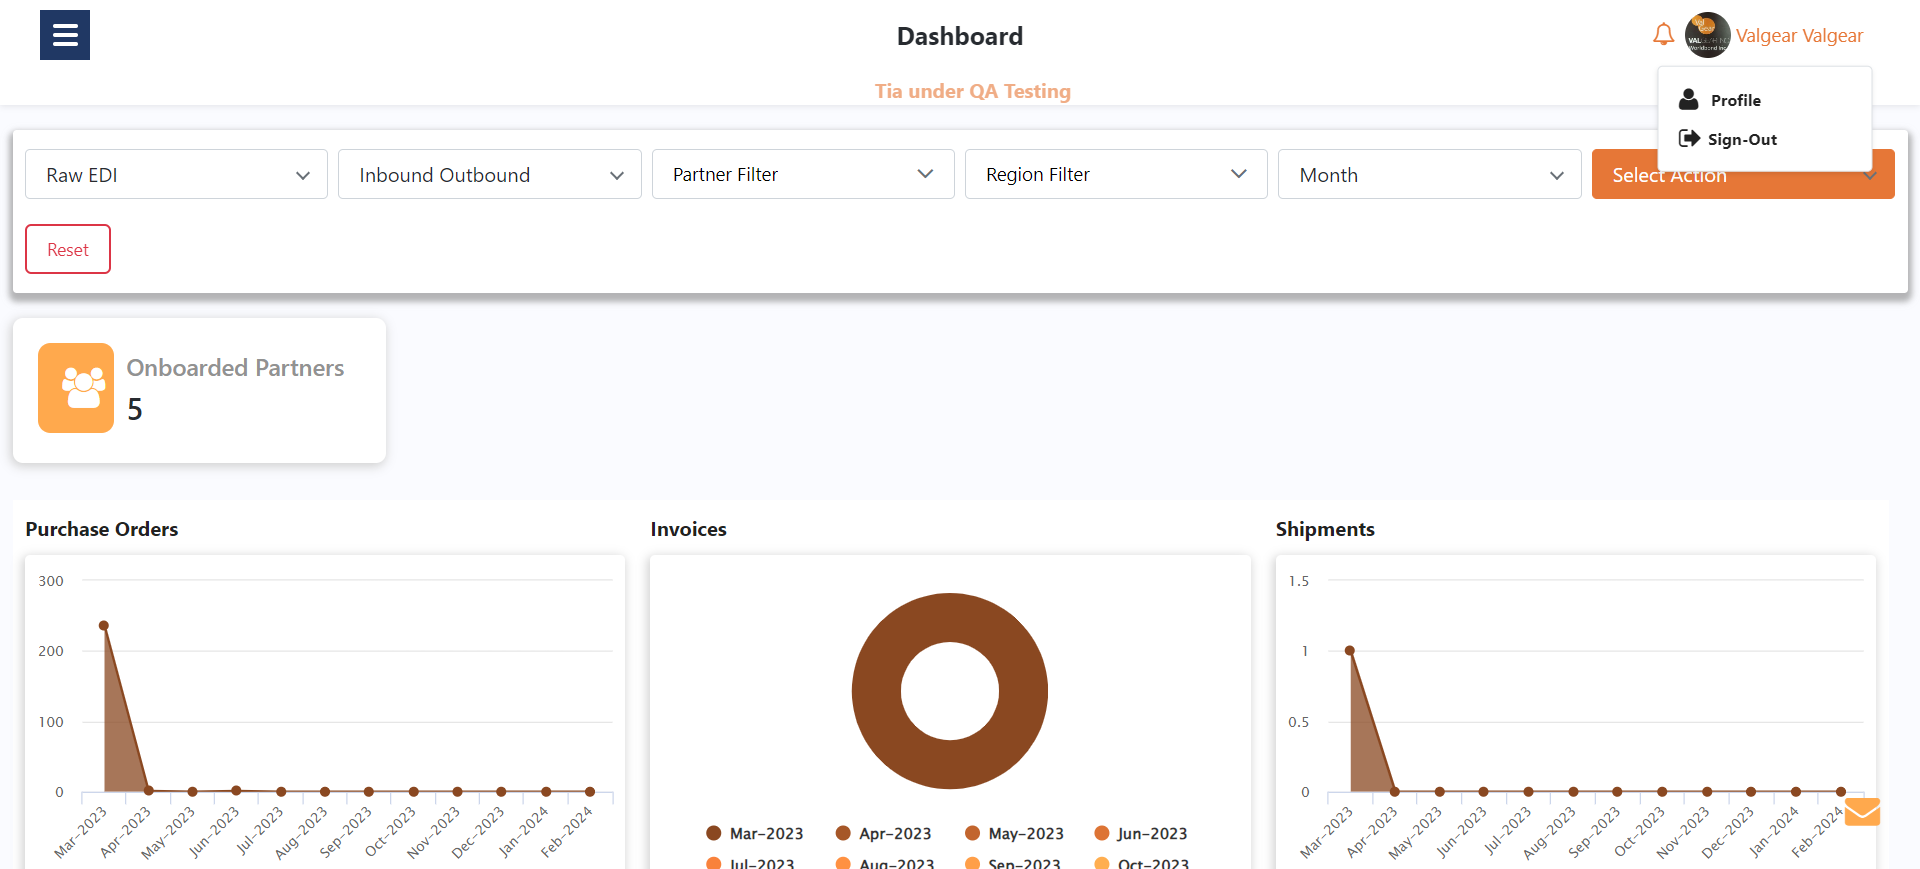 Dashboard
Valgear Valgear
Tia under QA Testing
Profile
Sign-Out
Raw EDI
Inbound Outbound
Partner Filter
Region Filter
Month
Select Action
Reset
Onboarded Partners
5
Purchase Orders
300
200
100
0
Mar-2023 Apr-2023 May-2023 Jun-2023 Jul-2023 Aug-2023 Sep-2023 Oct-2023 Nov-2023 Dec-2023 Jan-2024 Feb-2024
Invoices
Mar-2023 Apr-2023 May-2023 Jun-2023
Jul-2023 Aug-2023 Sep-2023 Oct-2023
Shipments
1.5
1
0.5
0
Mar-2023 Apr-2023 May-2023 Jun-2023 Jul-2023 Aug-2023 Sep-2023 Oct-2023 Nov-2023 Dec-2023 Jan-2024 Feb-2024